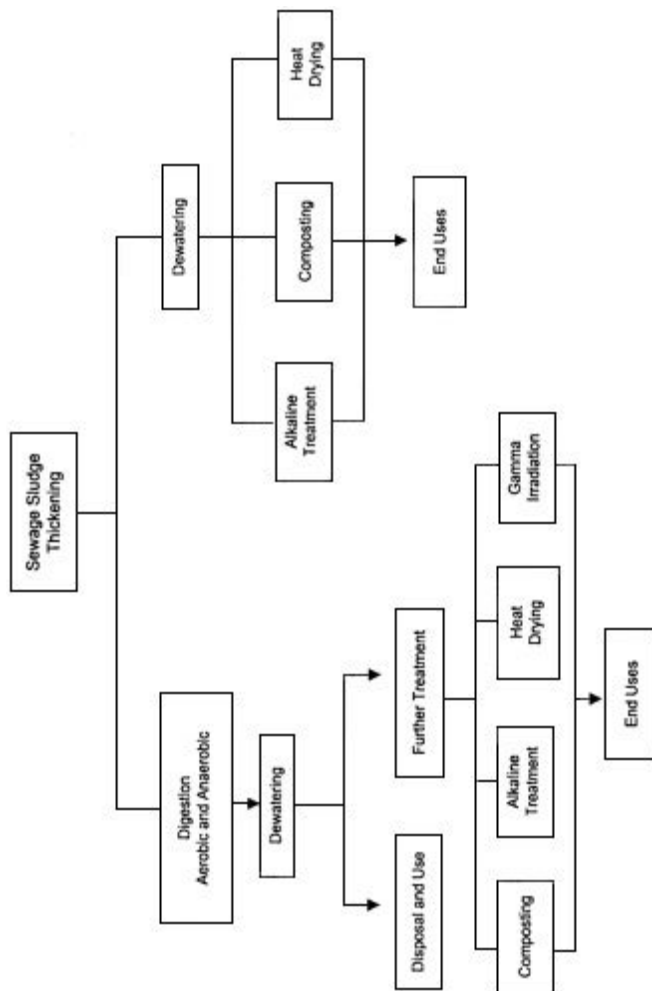 Sewage Sludge
Thickening
Digestion
Aerobic and Anaerobic
Dewatering
Dewatering
Alkaline
Treatment
Composting
Heat
Drying
Disposal and Use
Further Treatment
End Uses
Composting
Alkaline
Treatment
Heat
Drying
Gamma
Irradiation
End Uses